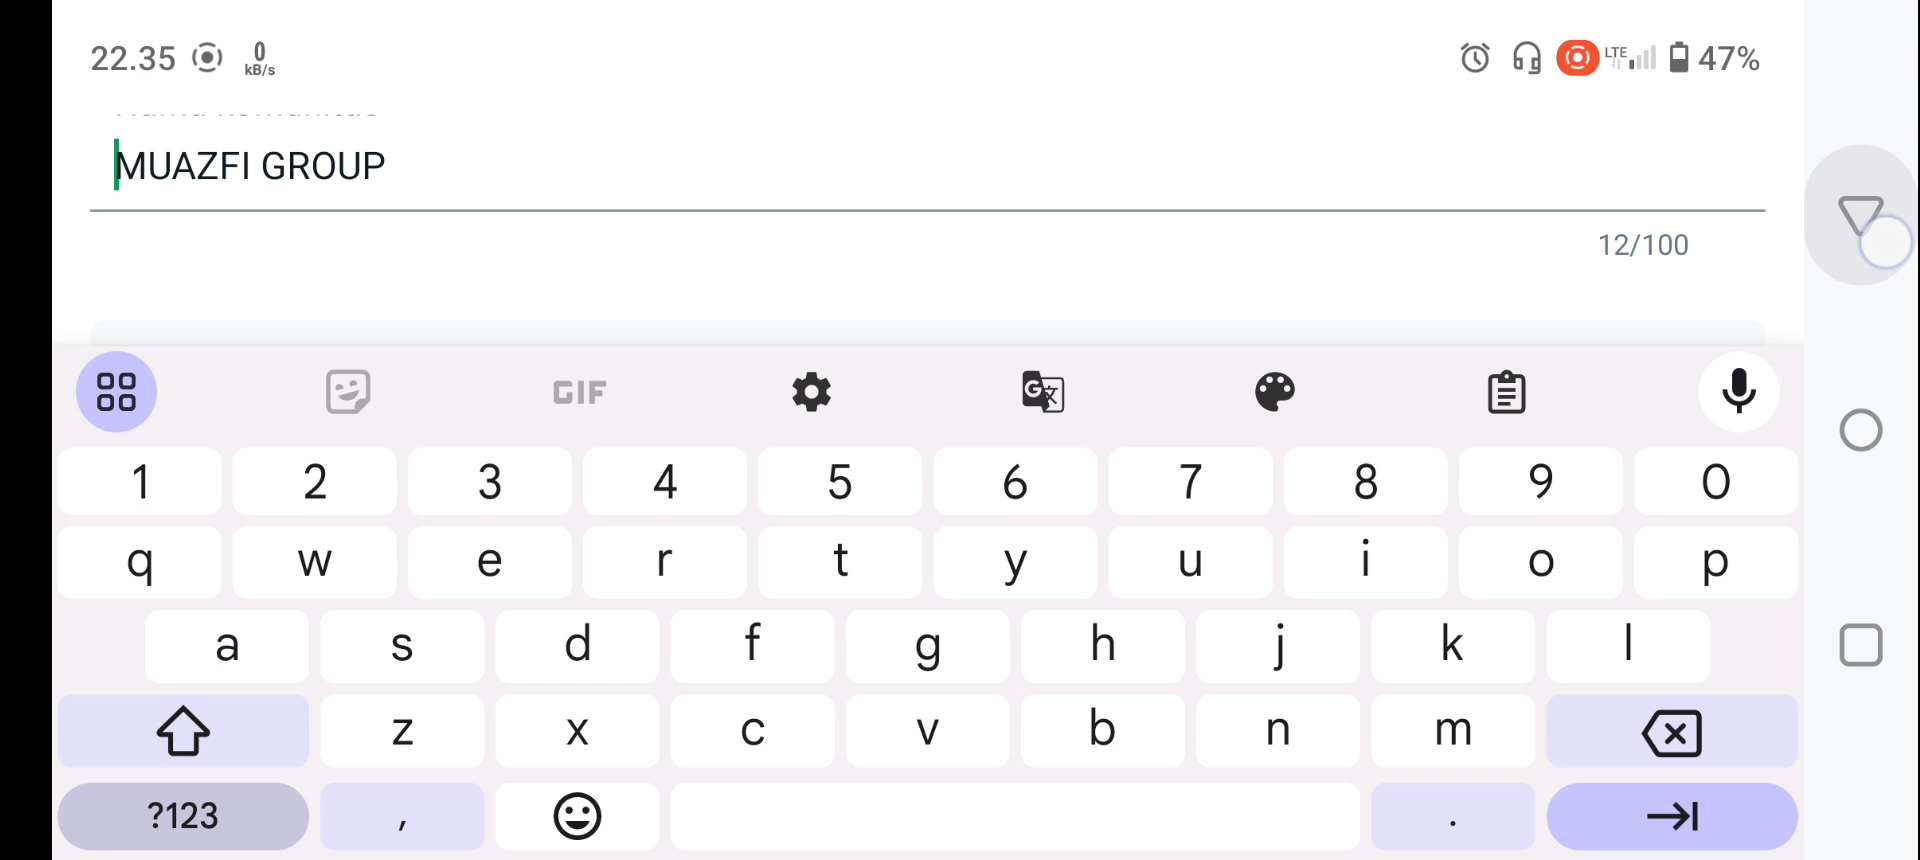 22.35 0 kB/s LTE 47%
MUAZFI GROUP
12/100
GIF G
1 2 3 4 5 6 7 8 9 0
q w e r t y u i o p
a s d f g h j k l
z x c v b n m
?123 , .